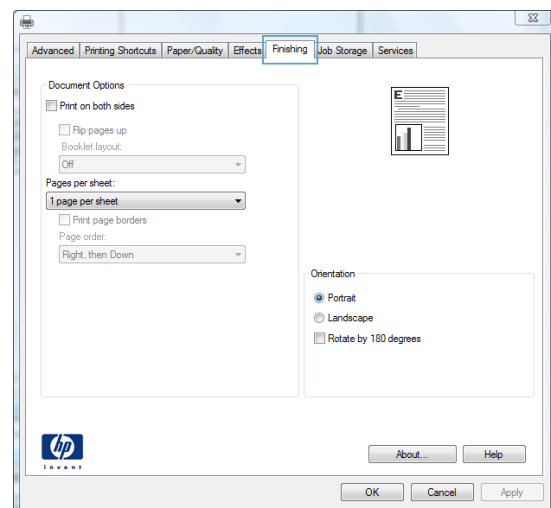 Advanced Printing Shortcuts Paper/Quality Effects Finishing Job Storage Services
Document Options
Print on both sides
Flip pages up
Booklet layout:
Off
Pages per sheet:
1 page per sheet
Print page borders
Page order:
Right, then Down
E
Orientation
Portrait
Landscape
Rotate by 180 degrees
hp
invent
About... Help
OK Cancel Apply